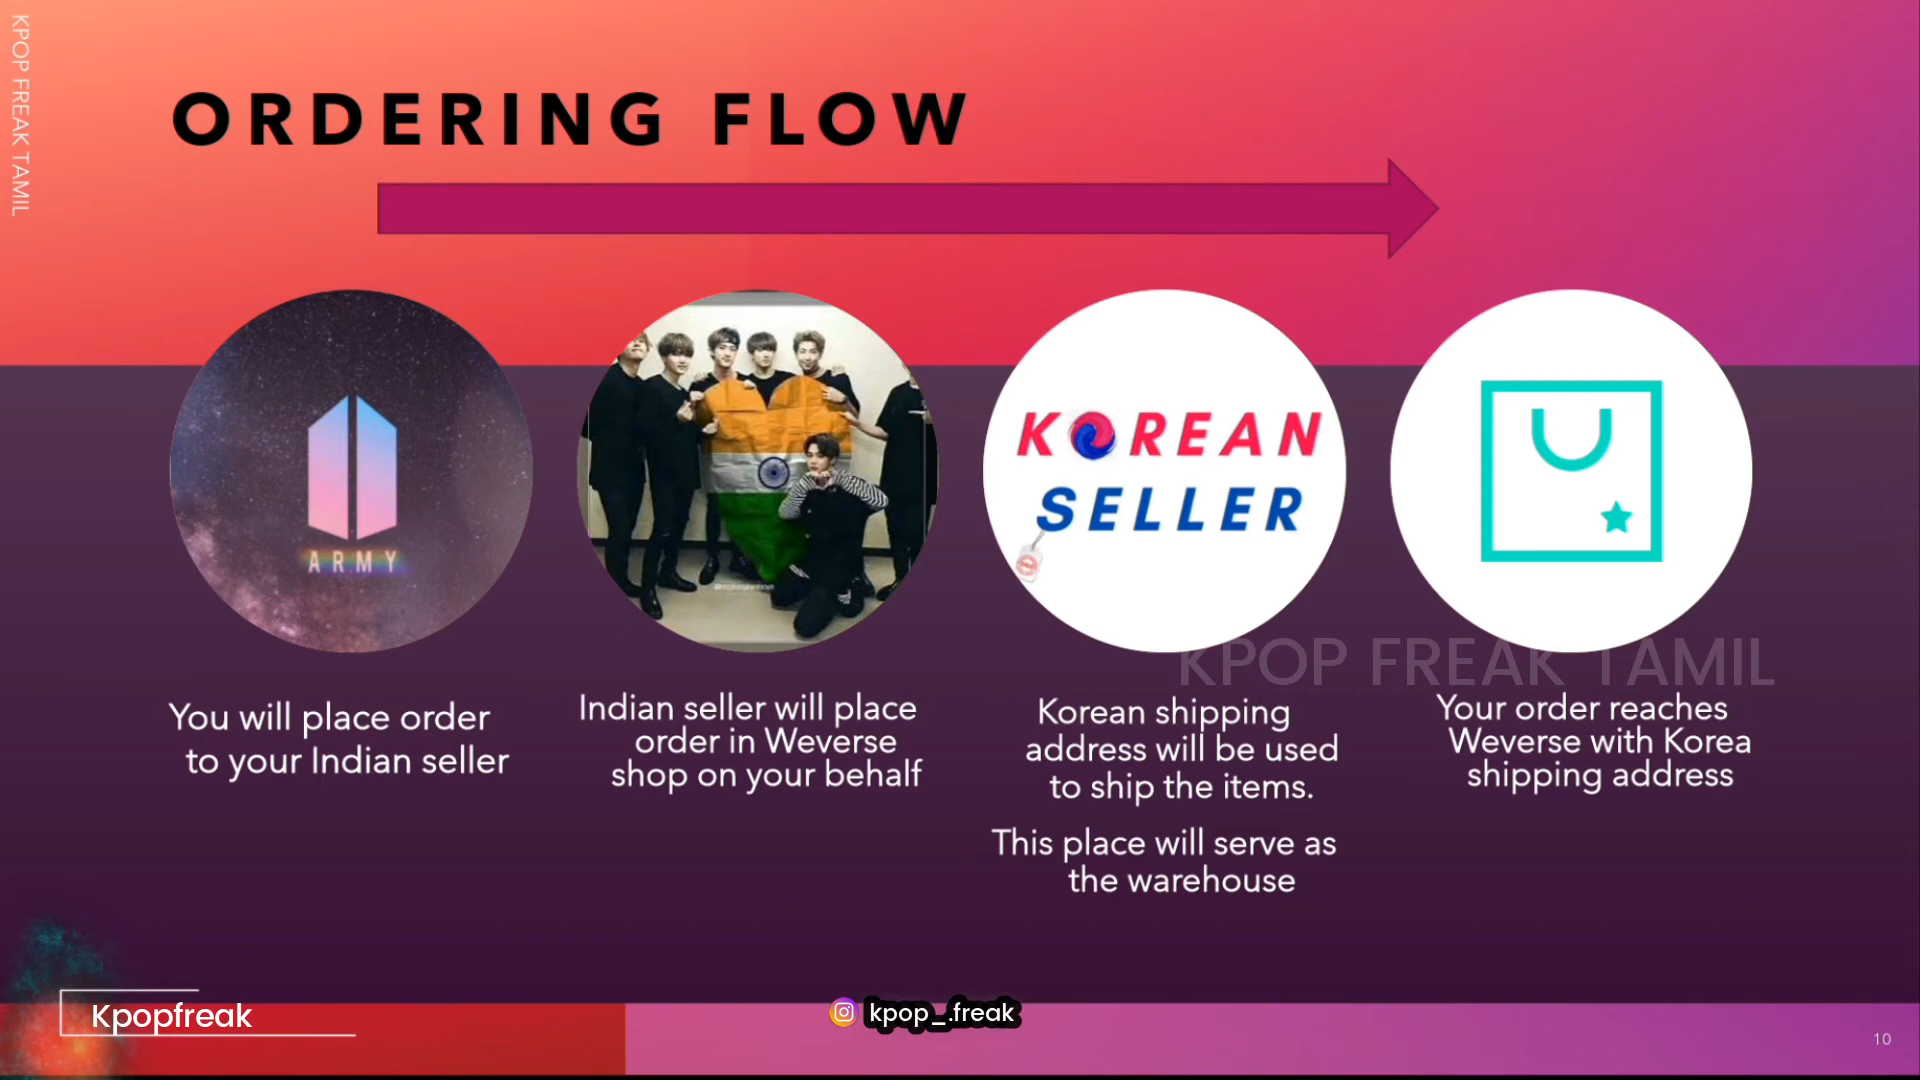 KPOP FREAK TAMIL
ORDERING FLOW
ARMY
KOREAN
SELLER
KPOP FREAK TAMIL
You will place order
to your Indian seller
Indian seller will place
order in Weverse
shop on your behalf
Korean shipping
address will be used
to ship the items.
This place will serve as
the warehouse
Your order reaches
Weverse with Korea
shipping address
Kpopfreak
kpop_.freak
10